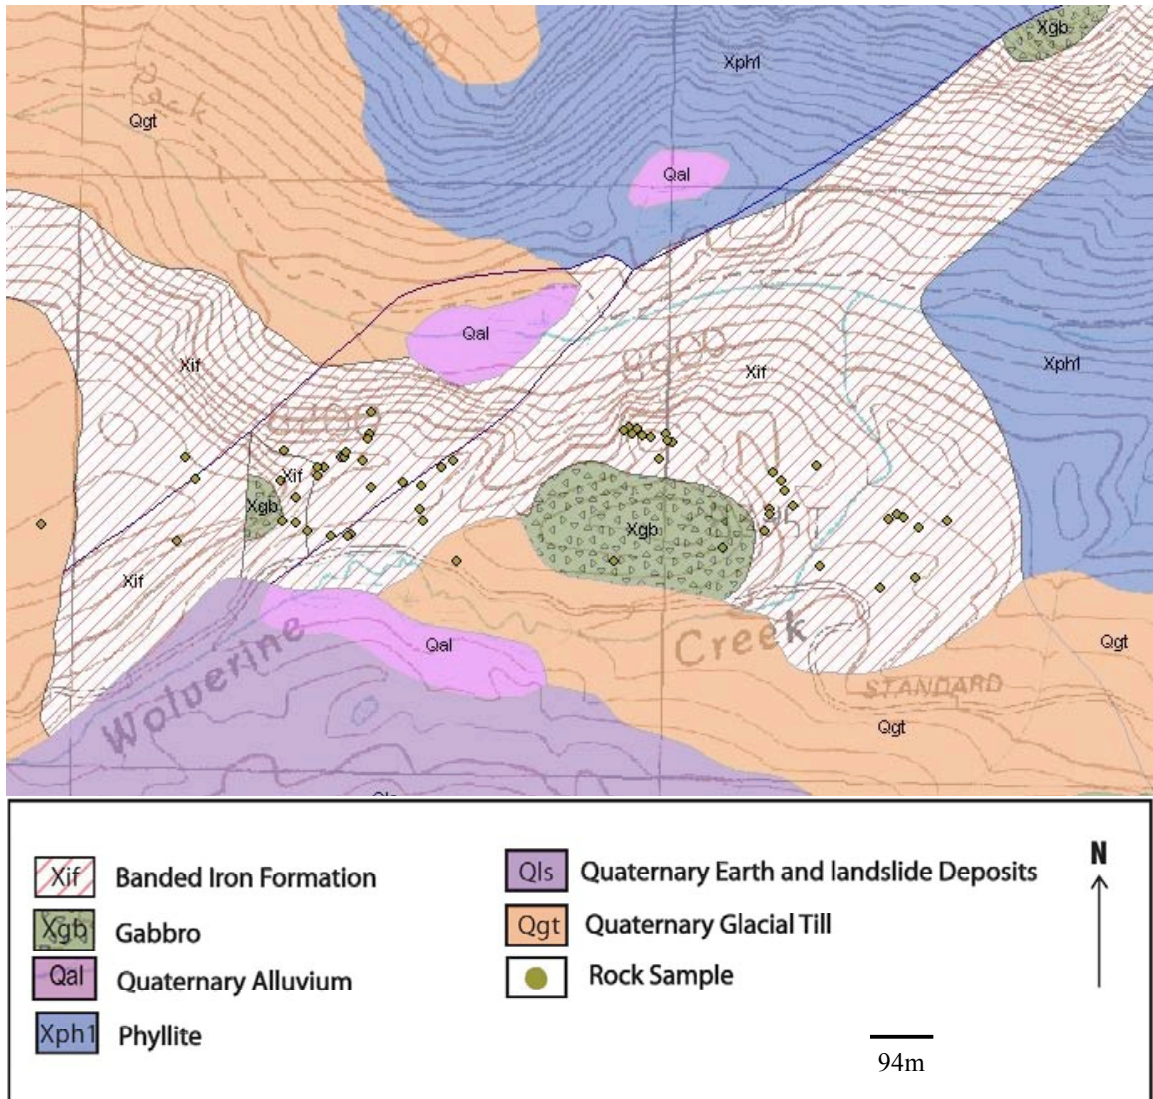 Xgb
Xph1
Qgt
Qal
Qal
Xif
Xif
Xph1
Xif
Xgb
Xgb
Xif
Wolverine
Creek
Qal
Qgt
STANDARD
Qgt
Xif Banded Iron Formation
Xgb Gabbro
Qal Quaternary Alluvium
Xph1 Phyllite
Qls Quaternary Earth and landslide Deposits
Qgt Quaternary Glacial Till
Rock Sample
N
94m